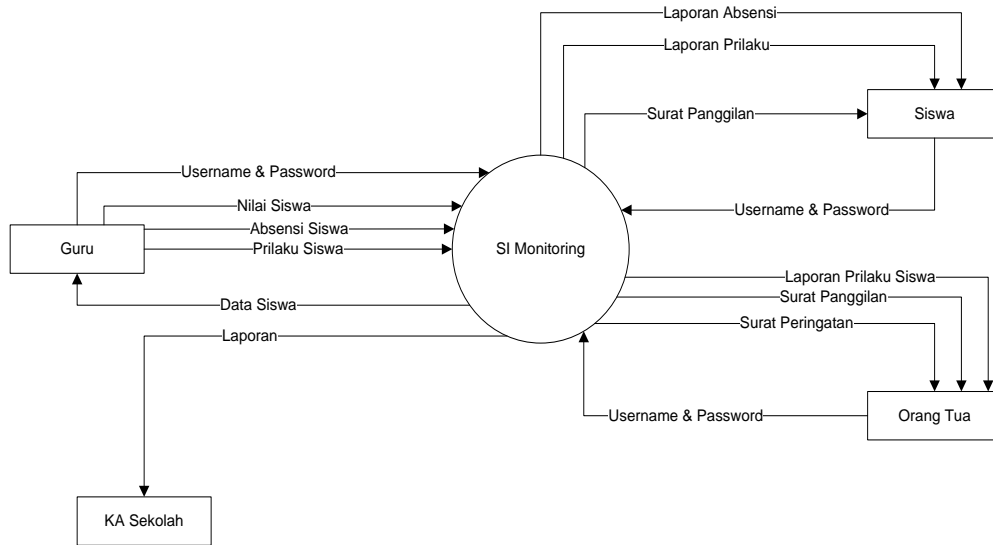 Laporan Absensi
Laporan Prilaku
Surat Panggilan
Siswa
Username & Password
Username & Password
Nilai Siswa
Absensi Siswa
Prilaku Siswa
Guru
SI Monitoring
Data Siswa
Laporan
Laporan Prilaku Siswa
Surat Panggilan
Surat Peringatan
Username & Password
Orang Tua
KA Sekolah